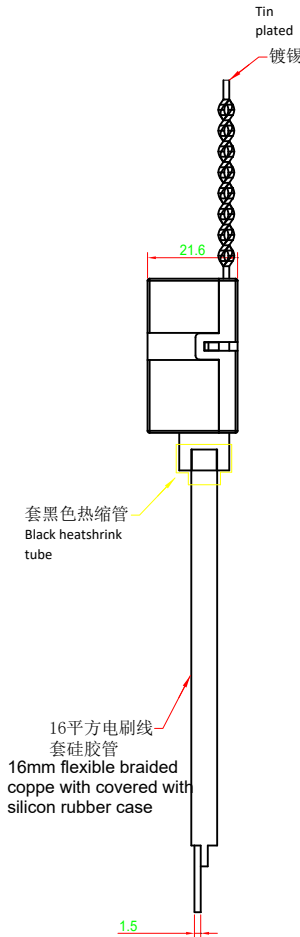 Tin
plated
镀锡
21.6
套黑色热缩管
Black heatshrink
tube
16平方电刷线
套硅胶管
16mm flexible braided
coppe with covered with
silicon rubber case
1.5